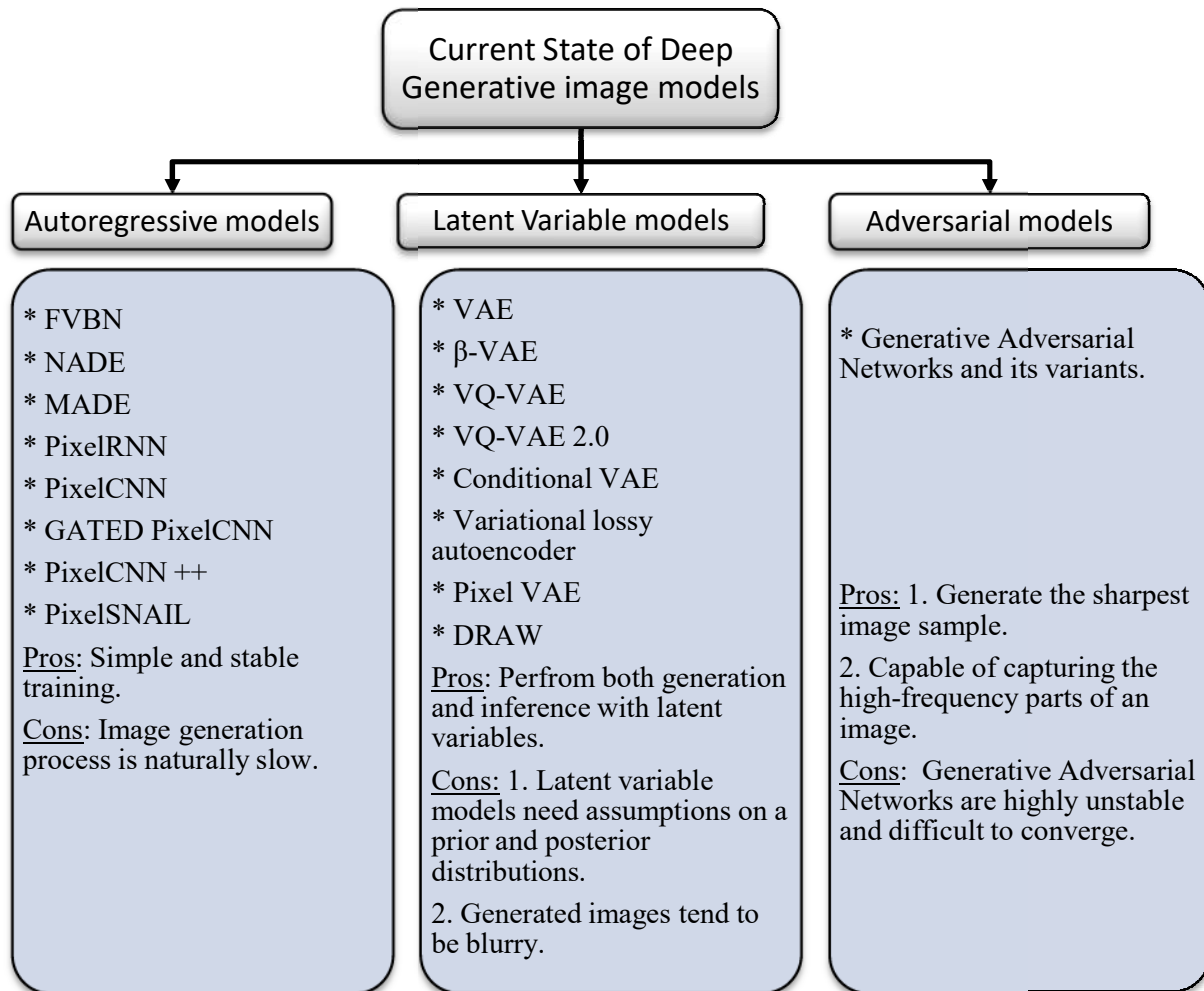 Current State of Deep
Generative image models
Autoregressive models
* FVBN
* NADE
* MADE
* PixelRNN
* PixelCNN
* GATED PixelCNN
* PixelCNN ++
* PixelSNAIL
Pros: Simple and stable
training.
Cons: Image generation
process is naturally slow.
Latent Variable models
* VAE
* β-VAE
* VQ-VAE
* VQ-VAE 2.0
* Conditional VAE
* Variational lossy
autoencoder
* Pixel VAE
* DRAW
Pros: Perfrom both generation
and inference with latent
variables.
Cons: 1. Latent variable
models need assumptions on a
prior and posterior
distributions.
2. Generated images tend to
be blurry.
Adversarial models
* Generative Adversarial
Networks and its variants.
Pros: 1. Generate the sharpest
image sample.
2. Capable of capturing the
high-frequency parts of an
image.
Cons:  Generative Adversarial
Networks are highly unstable
and difficult to converge.